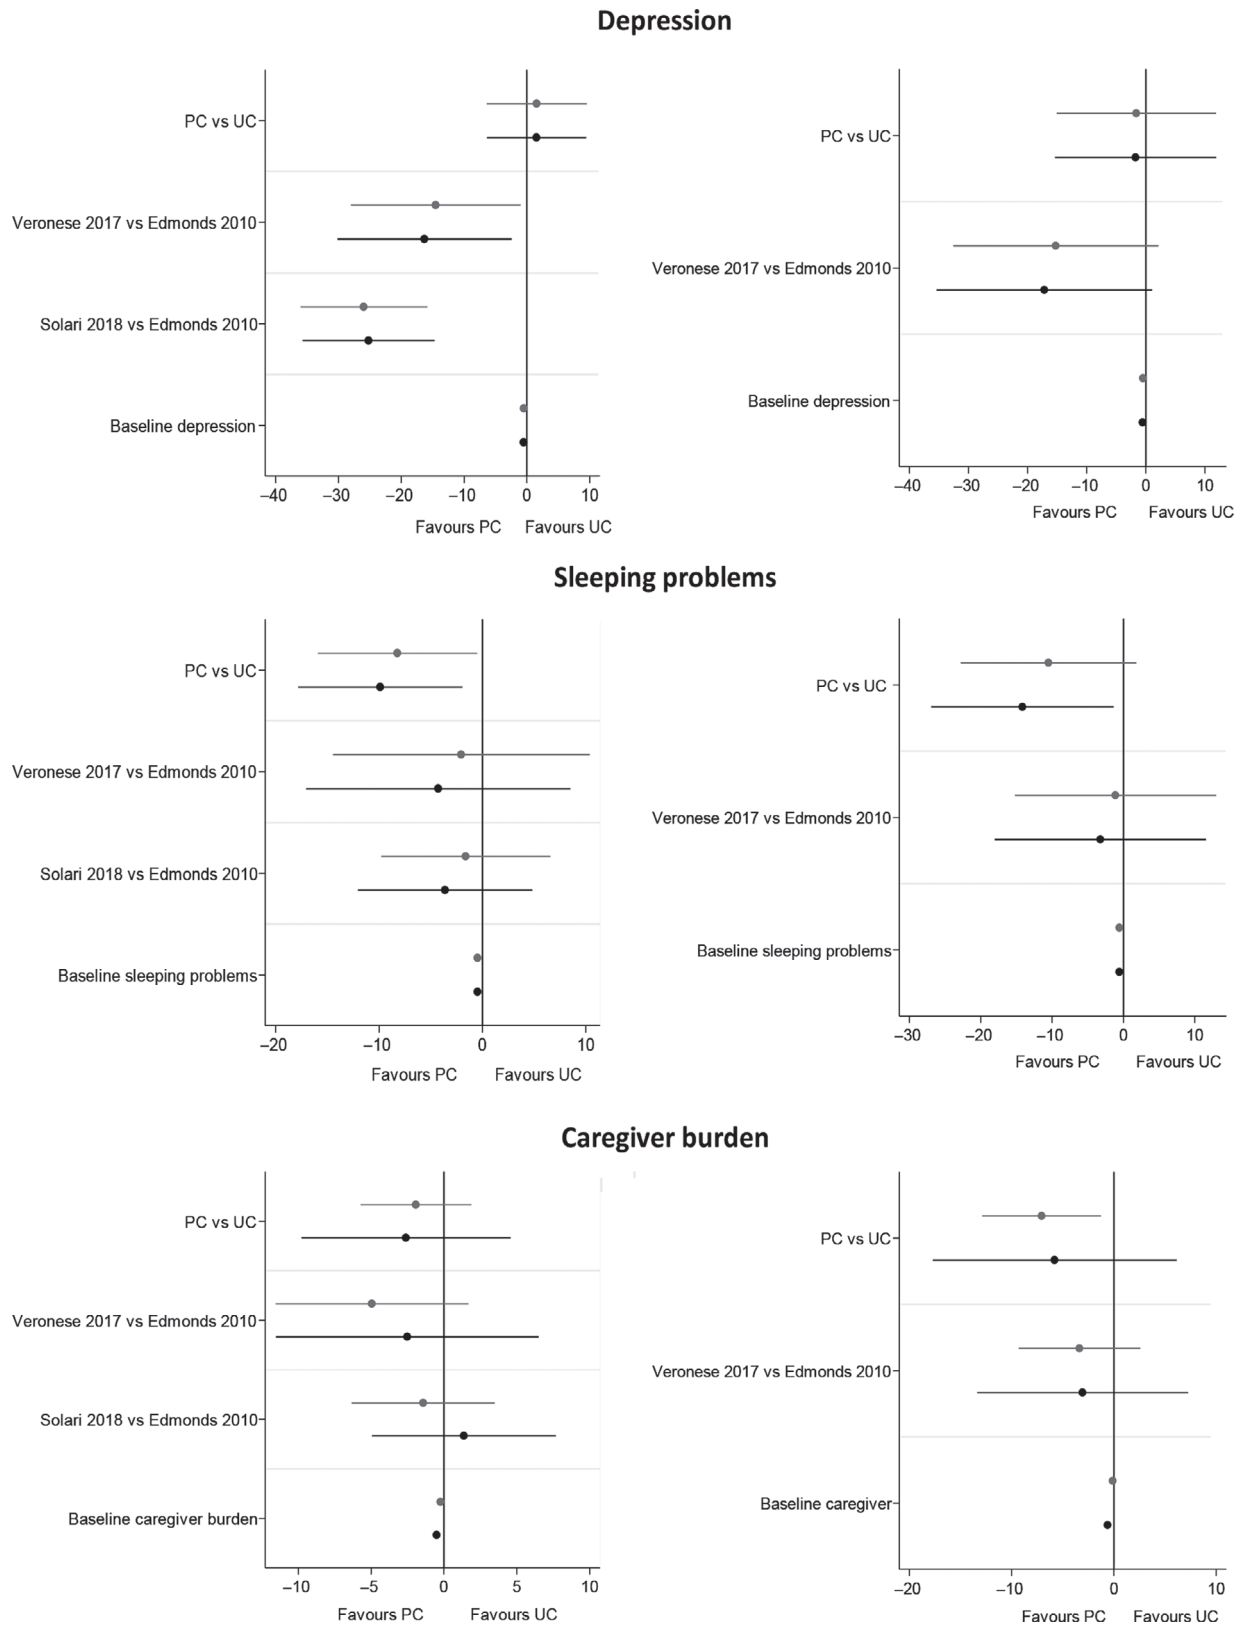 Depression
PC vs UC
Veronese 2017 vs Edmonds 2010
Solari 2018 vs Edmonds 2010
Baseline depression
−40 −30 −20 −10 0 10
Favours PC Favours UC
PC vs UC
Veronese 2017 vs Edmonds 2010
Baseline depression
−40 −30 −20 −10 0 10
Favours PC Favours UC
Sleeping problems
PC vs UC
Veronese 2017 vs Edmonds 2010
Solari 2018 vs Edmonds 2010
Baseline sleeping problems
−20 −10 0 10
Favours PC Favours UC
PC vs UC
Veronese 2017 vs Edmonds 2010
Baseline sleeping problems
−30 −20 −10 0 10
Favours PC Favours UC
Caregiver burden
PC vs UC
Veronese 2017 vs Edmonds 2010
Solari 2018 vs Edmonds 2010
Baseline caregiver burden
−10 −5 0 5 10
Favours PC Favours UC
PC vs UC
Veronese 2017 vs Edmonds 2010
Baseline caregiver
−20 −10 0 10
Favours PC Favours UC